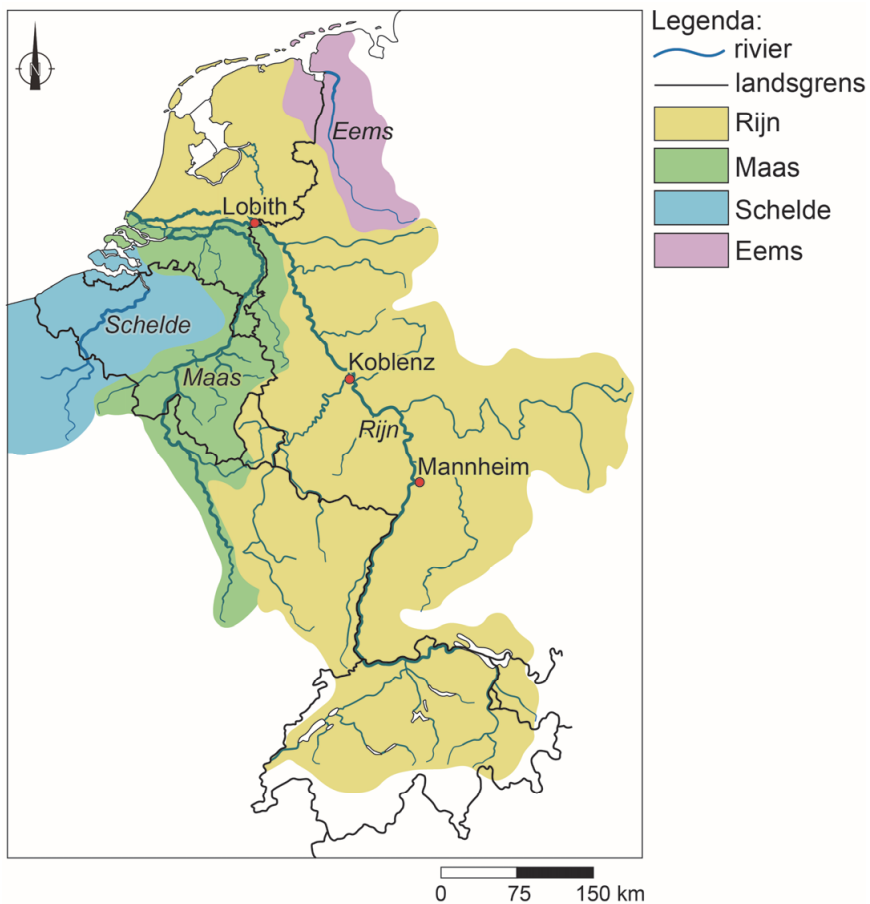 Legenda:
rivier
landsgrens
Rijn
Maas
Schelde
Eems
N
Eems
Lobith
Schelde
Maas
Koblenz
Rijn
Mannheim
0 75 150 km